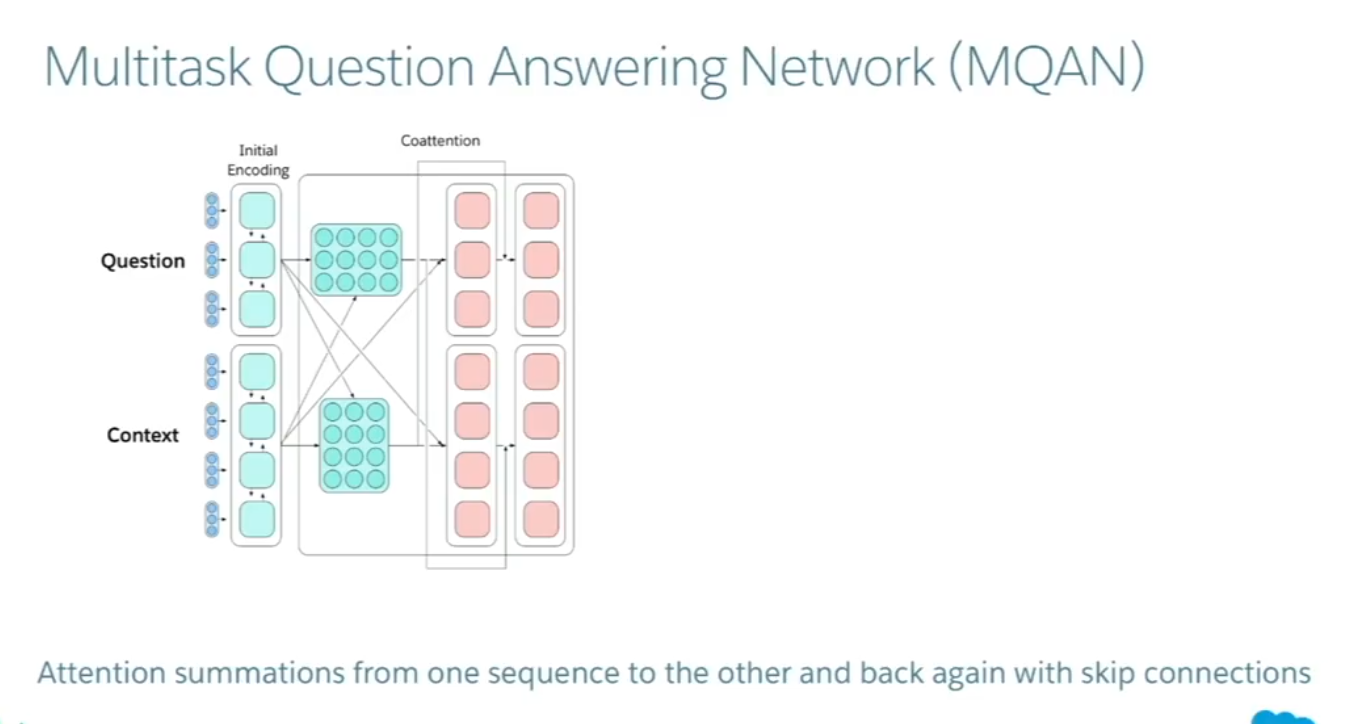 Multitask Question Answering Network (MQAN)
Coattention
Initial
Encoding
Question
Context
Attention summations from one sequence to the other and back again with skip connections